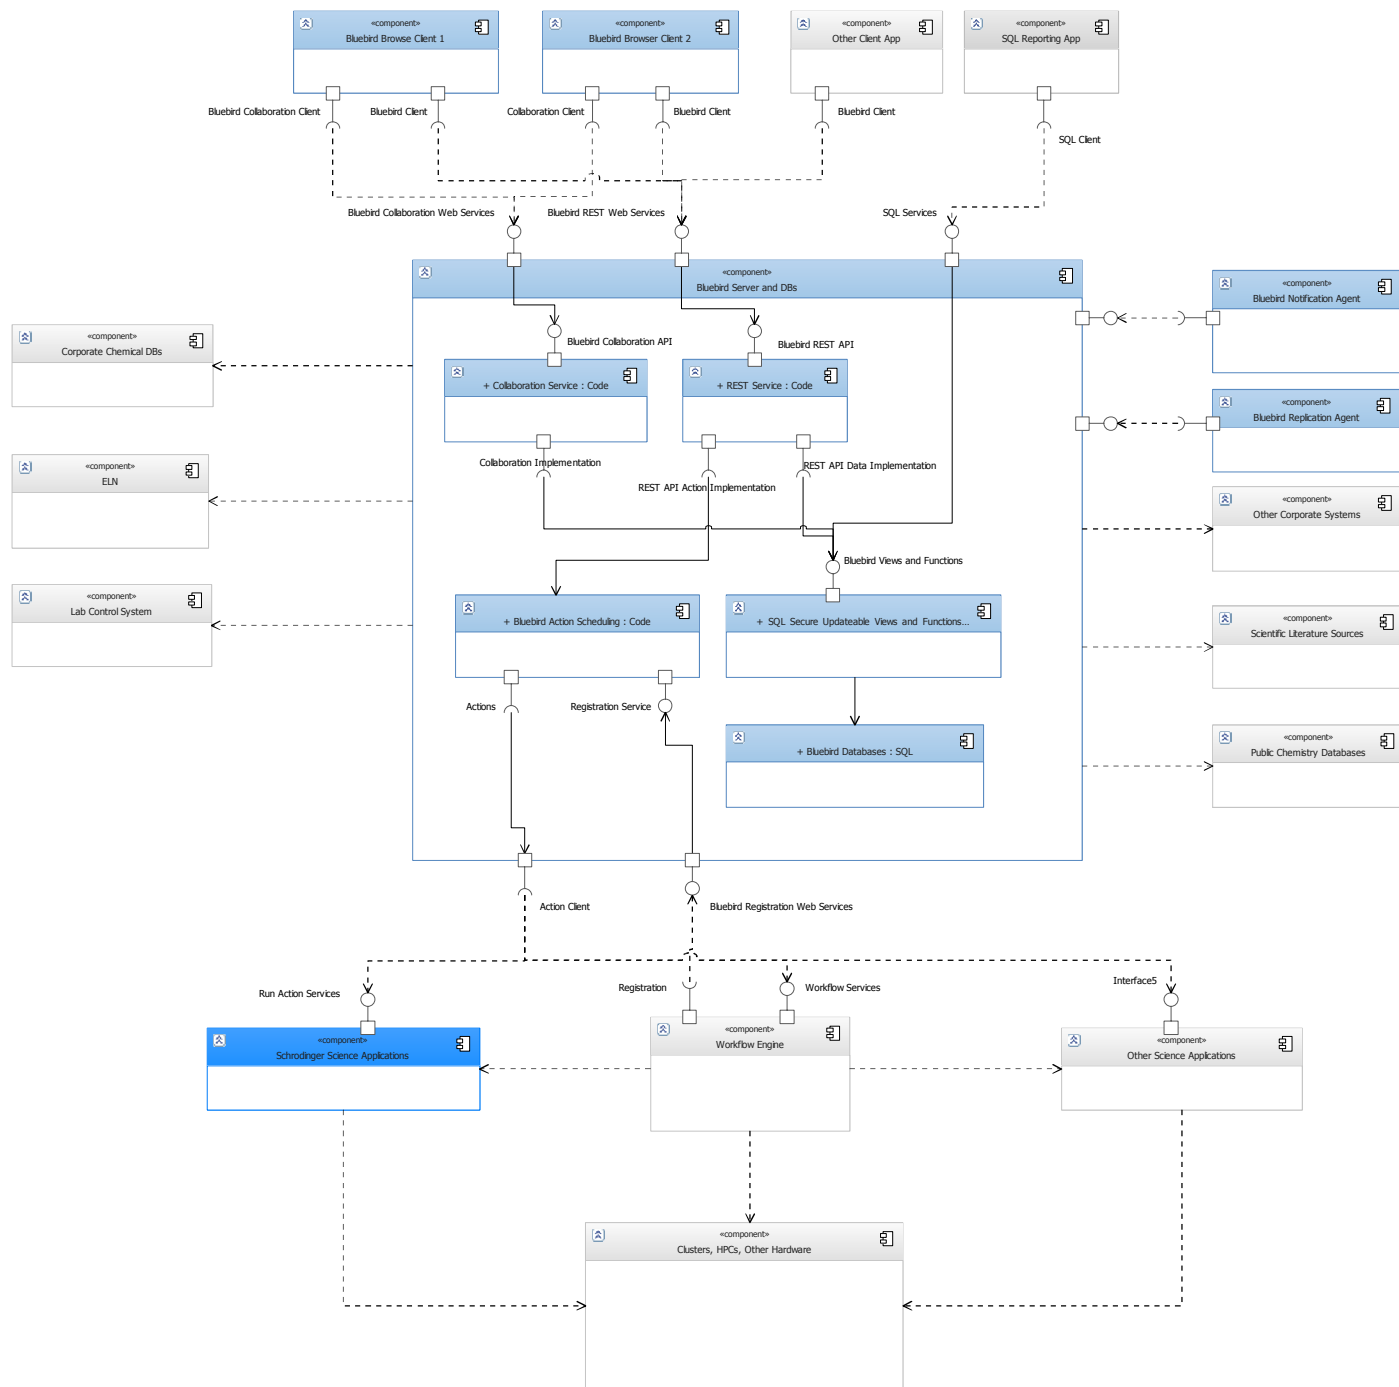 «component»
Bluebird Browse Client 1
«component»
Bluebird Browser Client 2
«component»
Other Client App
«component»
SQL Reporting App
Bluebird Collaboration Client
Bluebird Client
Collaboration Client
Bluebird Client
Bluebird Client
SQL Client
Bluebird Collaboration Web Services
Bluebird REST Web Services
SQL Services
«component»
Bluebird Server and DBs
«component»
Bluebird Notification Agent
«component»
Corporate Chemical DBs
Bluebird Collaboration API
Bluebird REST API
+ Collaboration Service : Code
+ REST Service : Code
«component»
Bluebird Replication Agent
«component»
ELN
Collaboration Implementation
REST API Data Implementation
REST API Action Implementation
«component»
Other Corporate Systems
Bluebird Views and Functions
«component»
Lab Control System
+ Bluebird Action Scheduling : Code
+ SQL Secure Updateable Views and Functions...
«component»
Scientific Literature Sources
Actions
Registration Service
+ Bluebird Databases : SQL
«component»
Public Chemistry Databases
Action Client
Bluebird Registration Web Services
Run Action Services
Registration
Workflow Services
Interface5
«component»
Schrodinger Science Applications
«component»
Workflow Engine
«component»
Other Science Applications
«component»
Clusters, HPCs, Other Hardware